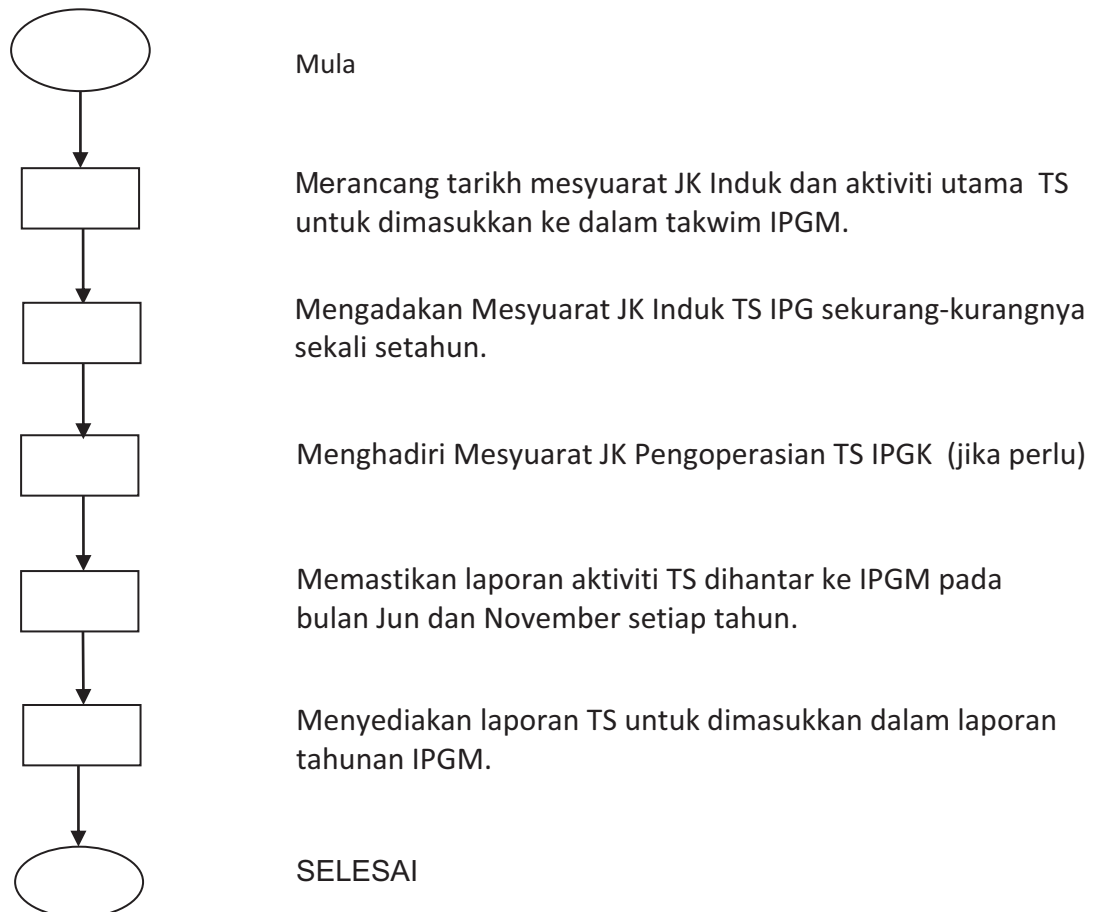 Mula
Merancang tarikh mesyuarat JK Induk dan aktiviti utama TS
untuk dimasukkan ke dalam takwim IPGM.
Mengadakan Mesyuarat JK Induk TS IPG sekurang-kurangnya
sekali setahun.
Menghadiri Mesyuarat JK Pengoperasian TS IPGK (jika perlu)
Memastikan laporan aktiviti TS dihantar ke IPGM pada
bulan Jun dan November setiap tahun.
Menyediakan laporan TS untuk dimasukkan dalam laporan
tahunan IPGM.
SELESAI